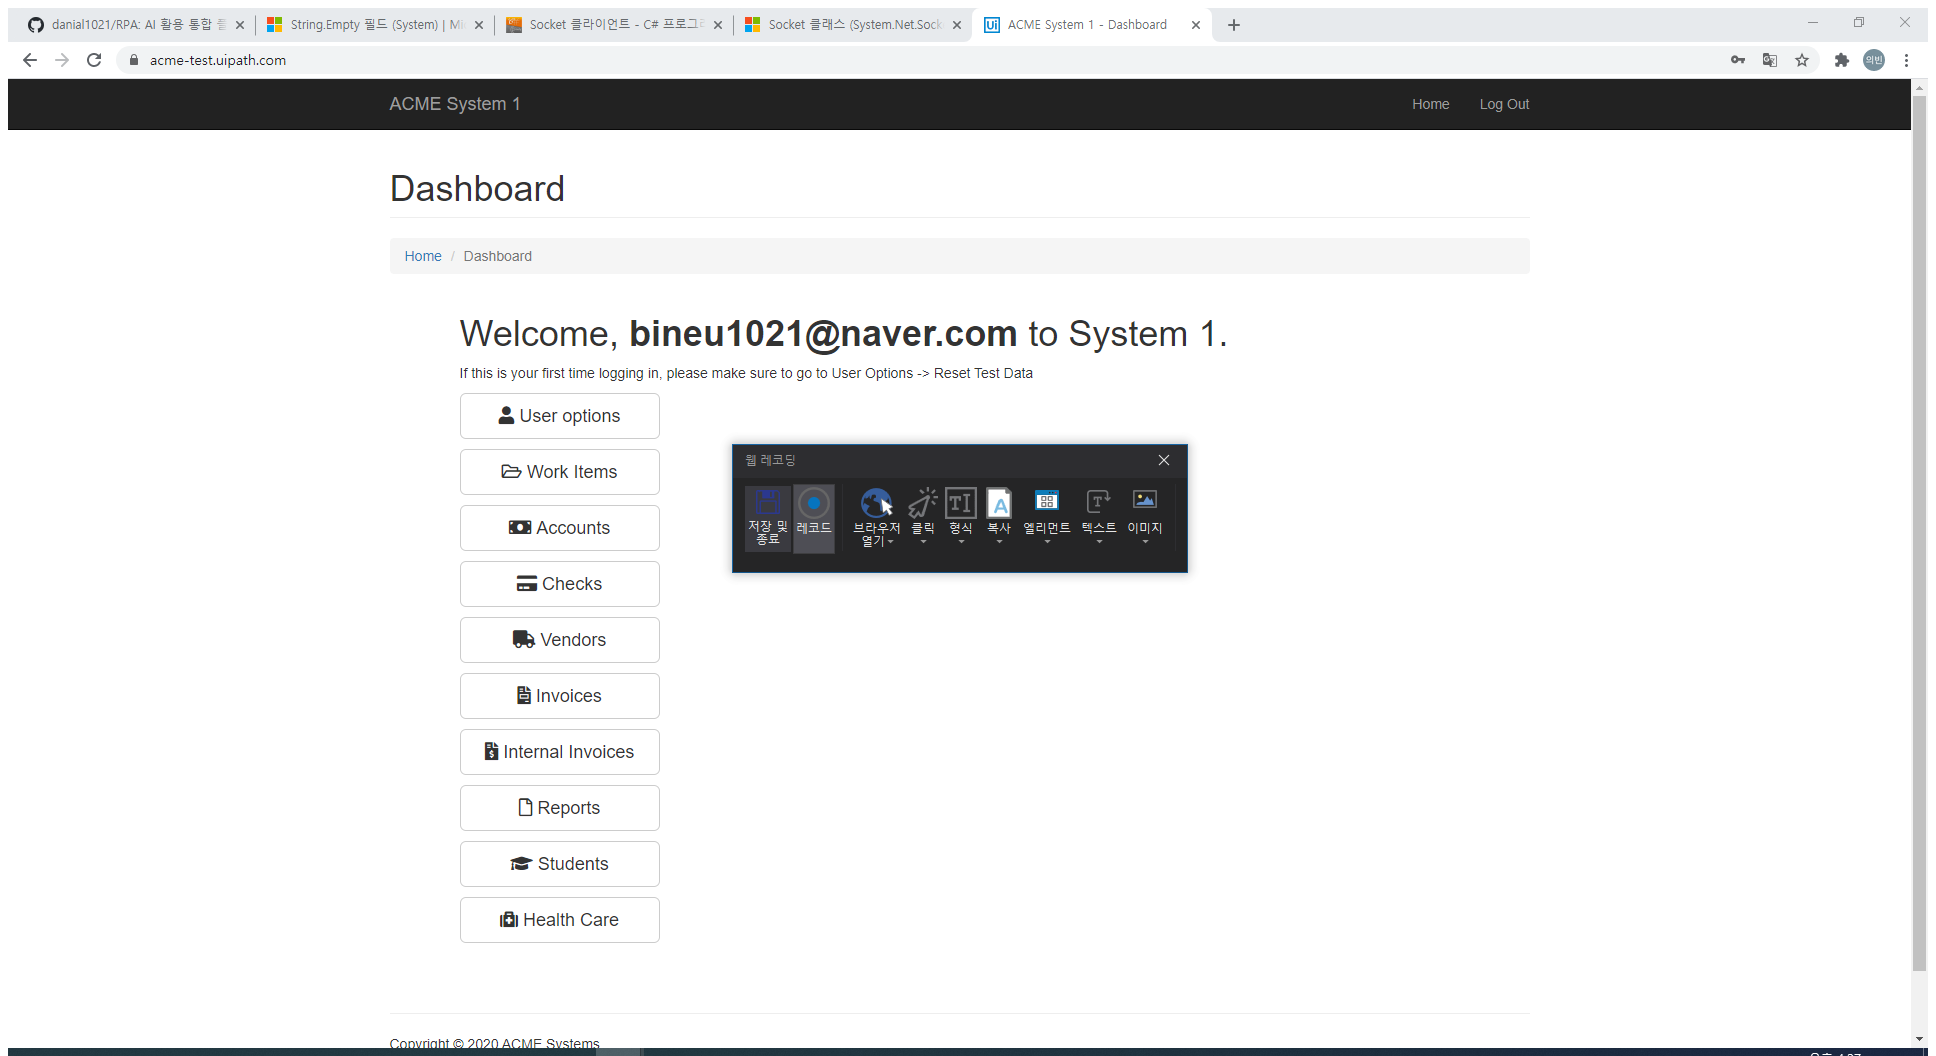 danial1021/RPA: AI 활용 통합
String.Empty 필드 (System) | Mi
Socket 클라이언트 - C# 프로그
Socket 클래스 (System.Net.Sock
ACME System 1 - Dashboard
acme-test.uipath.com
의빈
ACME System 1
Home
Log Out
Dashboard
Home / Dashboard
Welcome, bineu1021@naver.com to System 1.
If this is your first time logging in, please make sure to go to User Options -> Reset Test Data
User options
Work Items
Accounts
Checks
Vendors
Invoices
Internal Invoices
Reports
Students
Health Care
웹 레코딩
저장 및
종료
레코드
브라우저
열기
클릭
형식
복사
엘리먼트
텍스트
이미지
Copyright © 2020 ACME Systems